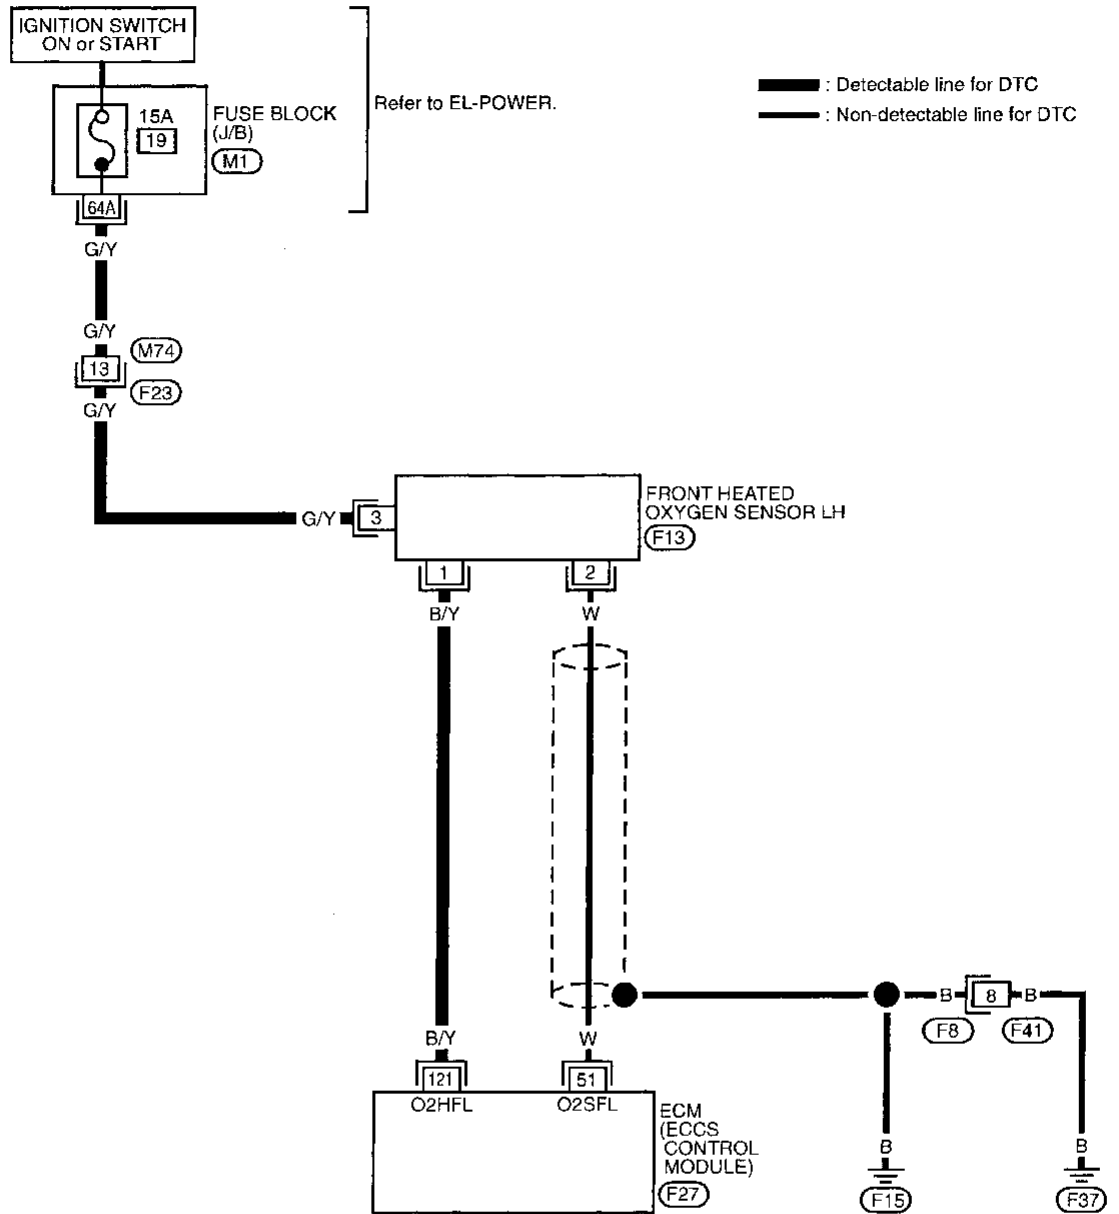 IGNITION SWITCH
ON or START
15A
19
FUSE BLOCK
(J/B)
M1
Refer to EL-POWER.
: Detectable line for DTC
: Non-detectable line for DTC
64A
G/Y
G/Y
M74
13
F23
G/Y
G/Y
3
FRONT HEATED
OXYGEN SENSOR LH
F13
1
2
B/Y
W
B
8
B
F8
F41
B/Y
W
121
51
O2HFL
O2SFL
ECM
(ECCS
CONTROL
MODULE)
F27
B
B
F15
F37